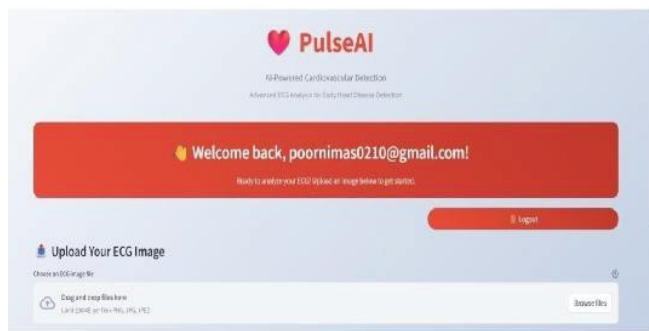 PulseAI
AI-Powered Cardiovascular Detection
Advanced ECG Analysis for Early Heart Disease Detection
Welcome back, poornimas0210@gmail.com!
Ready to analyze your ECG? Upload an image below to get started.
Logout
Upload Your ECG Image
Choose an ECG image file
Drag and drop files here
Limit 200MB per file • PNG, JPG, JPEG
Browse files